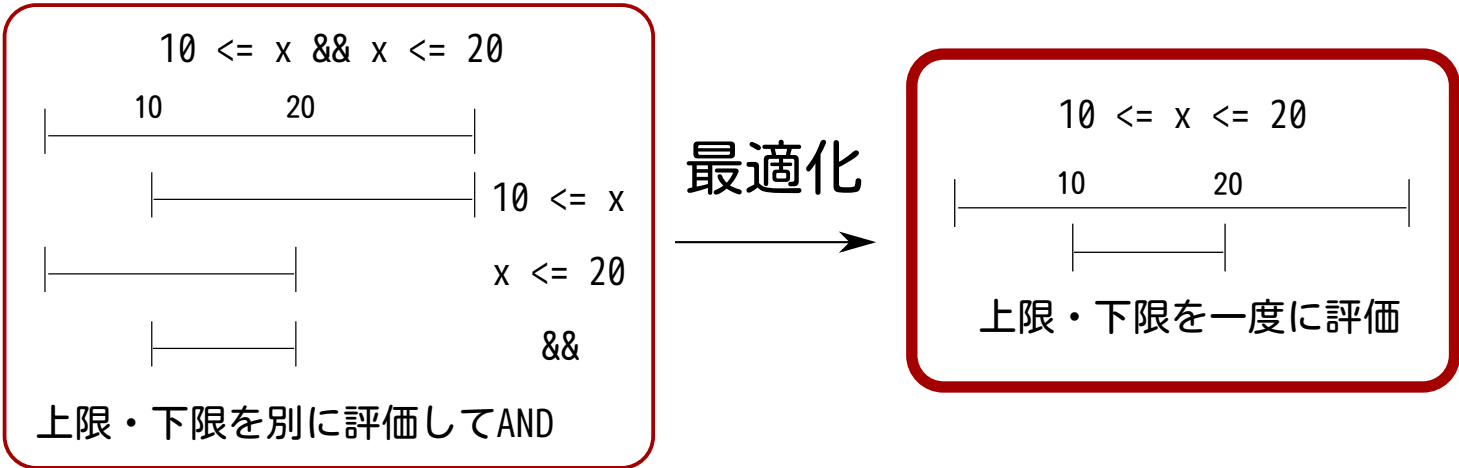 10 <= x && x <= 20
10 20
10 <= x
x <= 20
&&
上限・下限を別に評価してAND
最適化
10 <= x <= 20
10 20
上限・下限を一度に評価